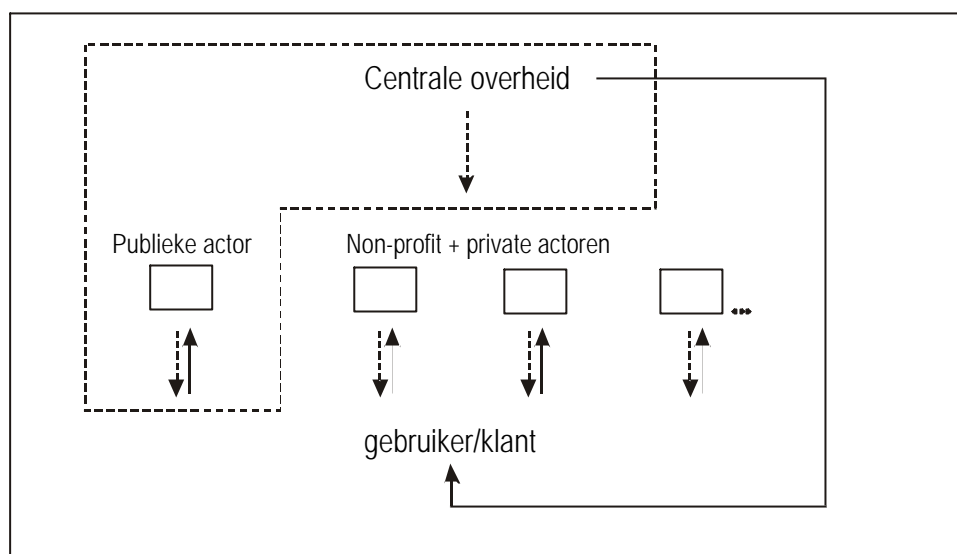 Centrale overheid
Publieke actor
Non-profit + private actoren
...
gebruiker/klant